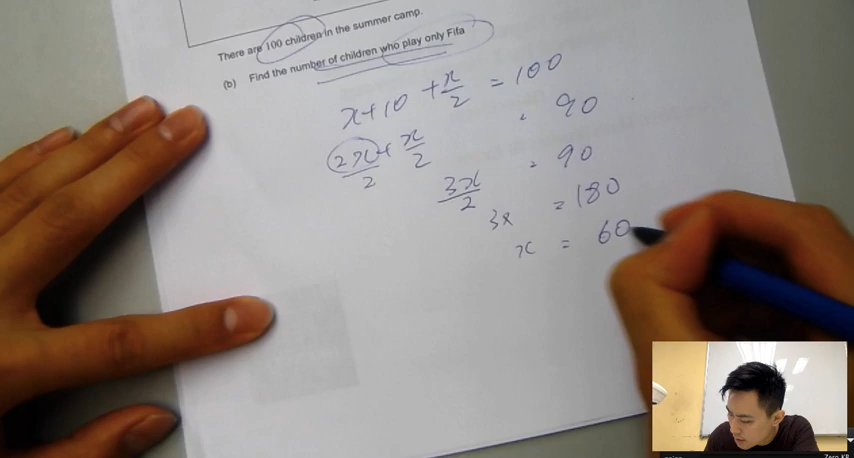 There are 100 children in the summer camp.
(b) Find the number of children who play only Fifa
x + 10 + x/2 = 100
2x/2 + x/2 = 90
3x/2 = 90
3x = 180
x = 60